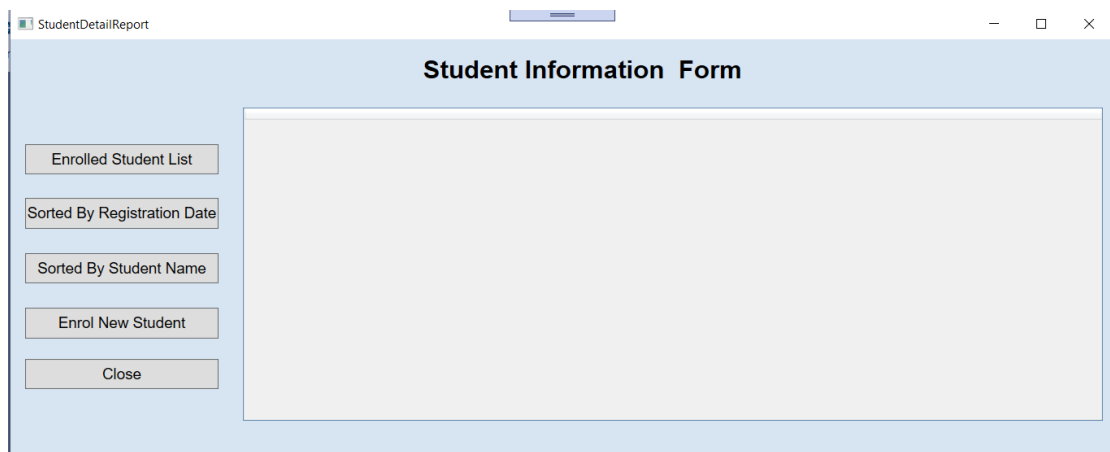 StudentDetailReport
Student Information  Form
Enrolled Student List
Sorted By Registration Date
Sorted By Student Name
Enrol New Student
Close